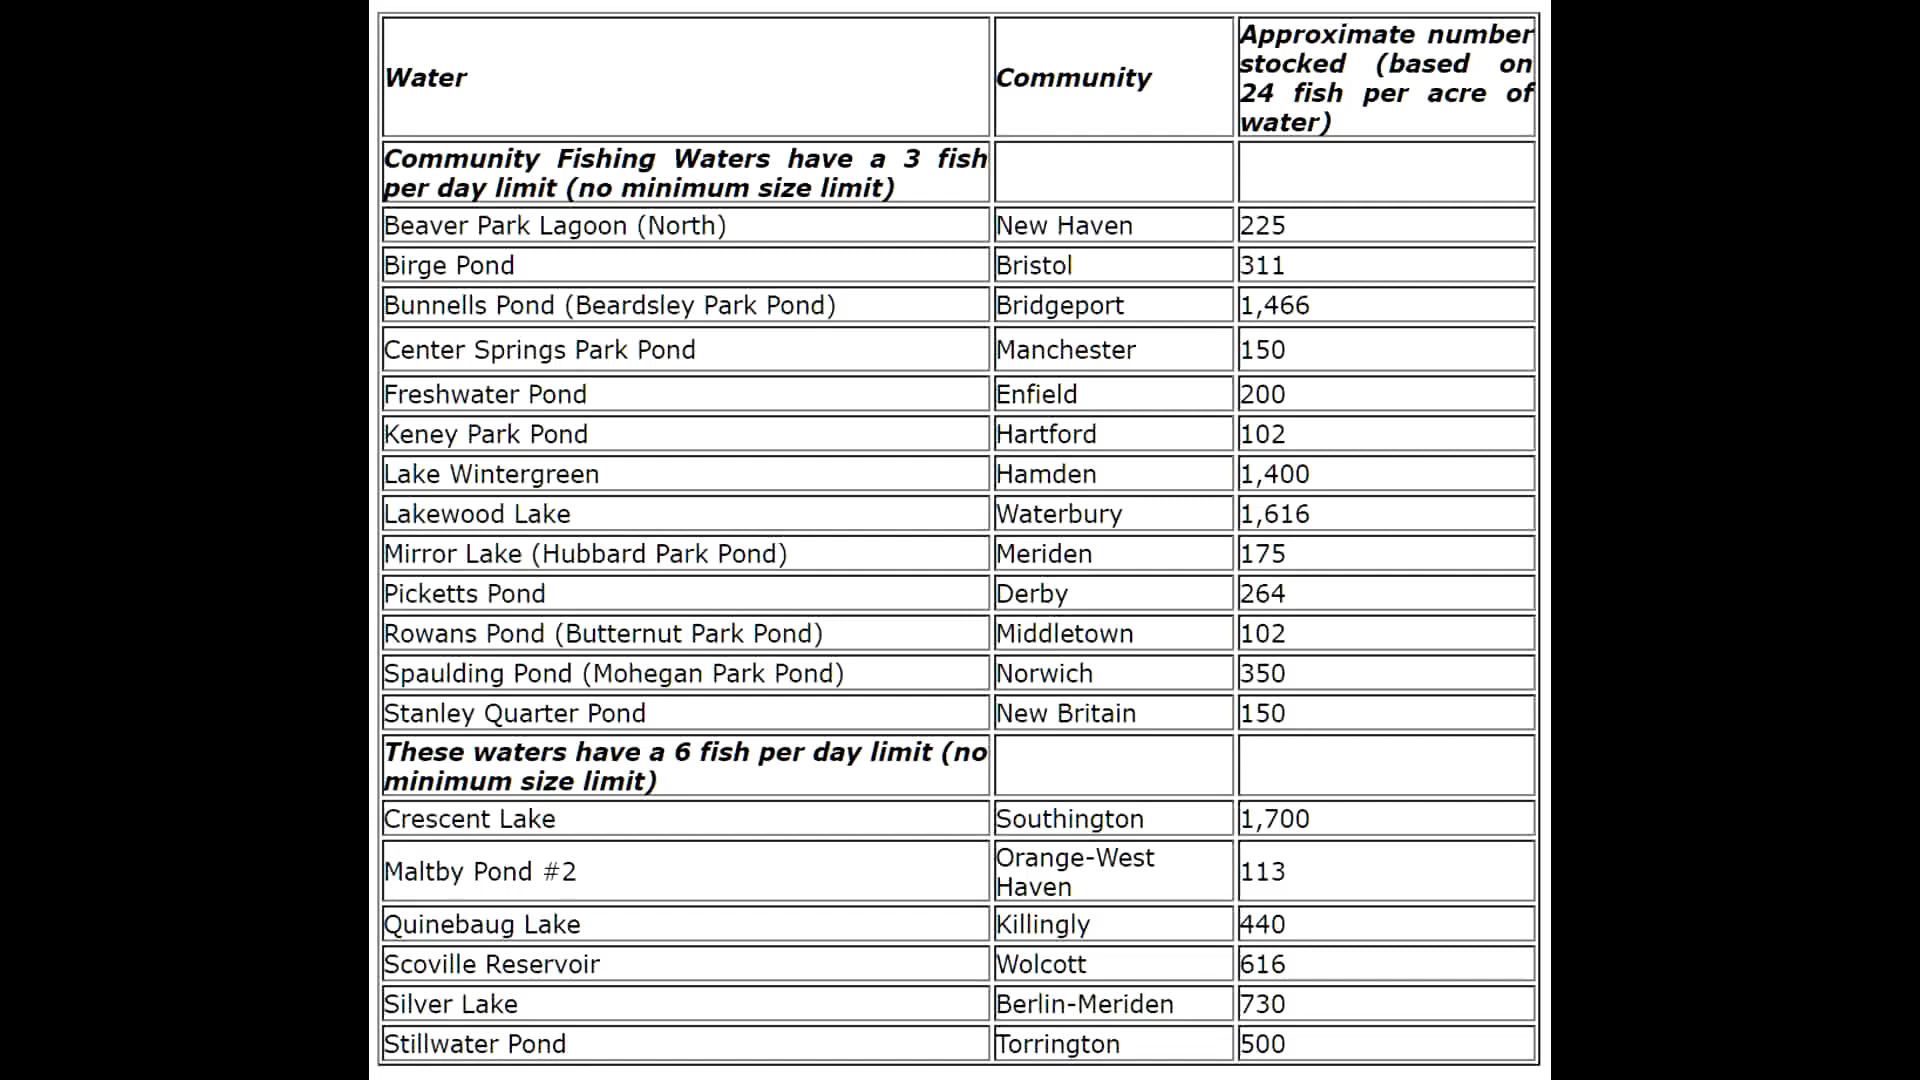 Water Community Approximate number
stocked (based on
24 fish per acre of
water)
Community Fishing Waters have a 3 fish
per day limit (no minimum size limit)
Beaver Park Lagoon (North) New Haven 225
Birge Pond Bristol 311
Bunnells Pond (Beardsley Park Pond) Bridgeport 1,466
Center Springs Park Pond Manchester 150
Freshwater Pond Enfield 200
Keney Park Pond Hartford 102
Lake Wintergreen Hamden 1,400
Lakewood Lake Waterbury 1,616
Mirror Lake (Hubbard Park Pond) Meriden 175
Picketts Pond Derby 264
Rowans Pond (Butternut Park Pond) Middletown 102
Spaulding Pond (Mohegan Park Pond) Norwich 350
Stanley Quarter Pond New Britain 150
These waters have a 6 fish per day limit (no
minimum size limit)
Crescent Lake Southington 1,700
Maltby Pond #2 Orange-West
Haven 113
Quinebaug Lake Killingly 440
Scoville Reservoir Wolcott 616
Silver Lake Berlin-Meriden 730
Stillwater Pond Torrington 500